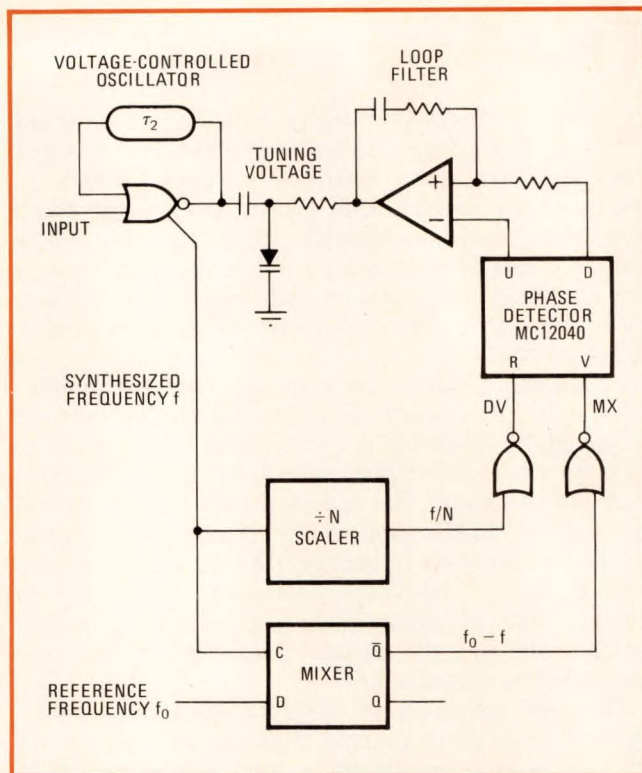 VOLTAGE-CONTROLLED
OSCILLATOR
τ₂
LOOP
FILTER
TUNING
VOLTAGE
INPUT
+
−
U D
PHASE
DETECTOR
MC12040
R V
DV MX
SYNTHESIZED
FREQUENCY f
÷N
SCALER
f/N
f₀ − f
C Q̅
MIXER
D Q
REFERENCE
FREQUENCY f₀